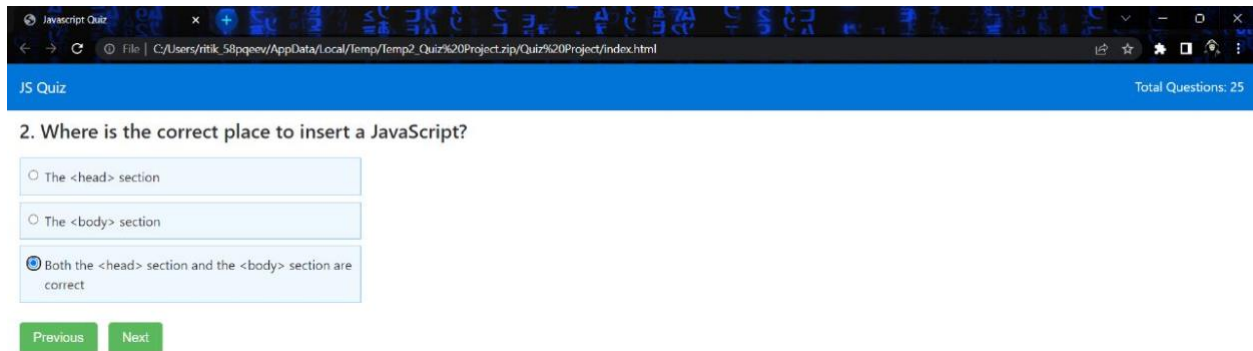 Javascript Quiz
File | C:/Users/ritik_58pqeev/AppData/Local/Temp/Temp2_Quiz%20Project.zip/Quiz%20Project/index.html
JS Quiz
Total Questions: 25
2. Where is the correct place to insert a JavaScript?
The <head> section
The <body> section
Both the <head> section and the <body> section are
correct
Previous
Next